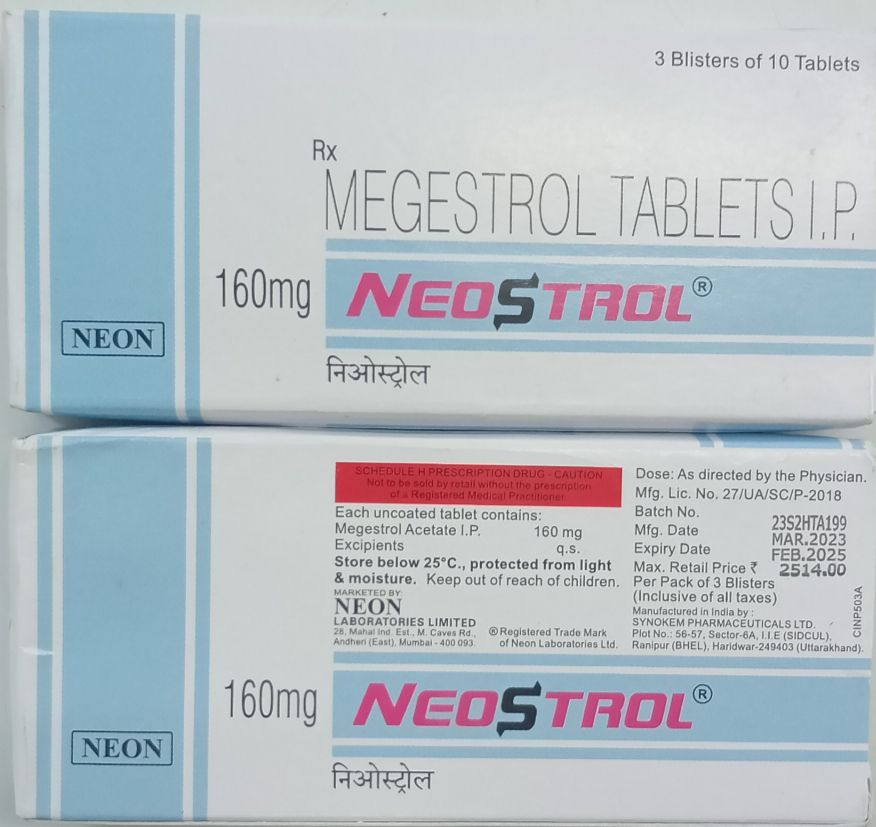 3 Blisters of 10 Tablets
Rx
MEGESTROL TABLETS I.P.
160mg
NEOSTROL®
NEON
निओस्ट्रोल
SCHEDULE H PRESCRIPTION DRUG - CAUTION
Not to be sold by retail without the prescription
of a Registered Medical Practitioner
Each uncoated tablet contains:
Megestrol Acetate I.P. 160 mg
Excipients q.s.
Store below 25°C., protected from light
& moisture. Keep out of reach of children.
MARKETED BY:
NEON
LABORATORIES LIMITED
28, Mahal Ind. Est., M. Caves Rd.,
Andheri (East), Mumbai - 400 093.
® Registered Trade Mark
of Neon Laboratories Ltd.
Dose: As directed by the Physician.
Mfg. Lic. No. 27/UA/SC/P-2018
Batch No. 23S2HTA199
Mfg. Date MAR.2023
Expiry Date FEB.2025
Max. Retail Price ₹ 2514.00
Per Pack of 3 Blisters
(Inclusive of all taxes)
Manufactured in India by :
SYNOKEM PHARMACEUTICALS LTD.
Plot No.: 56-57, Sector-6A, I.I.E (SIDCUL),
Ranipur (BHEL), Haridwar-249403 (Uttarakhand).
CINP503A
160mg
NEOSTROL®
NEON
निओस्ट्रोल